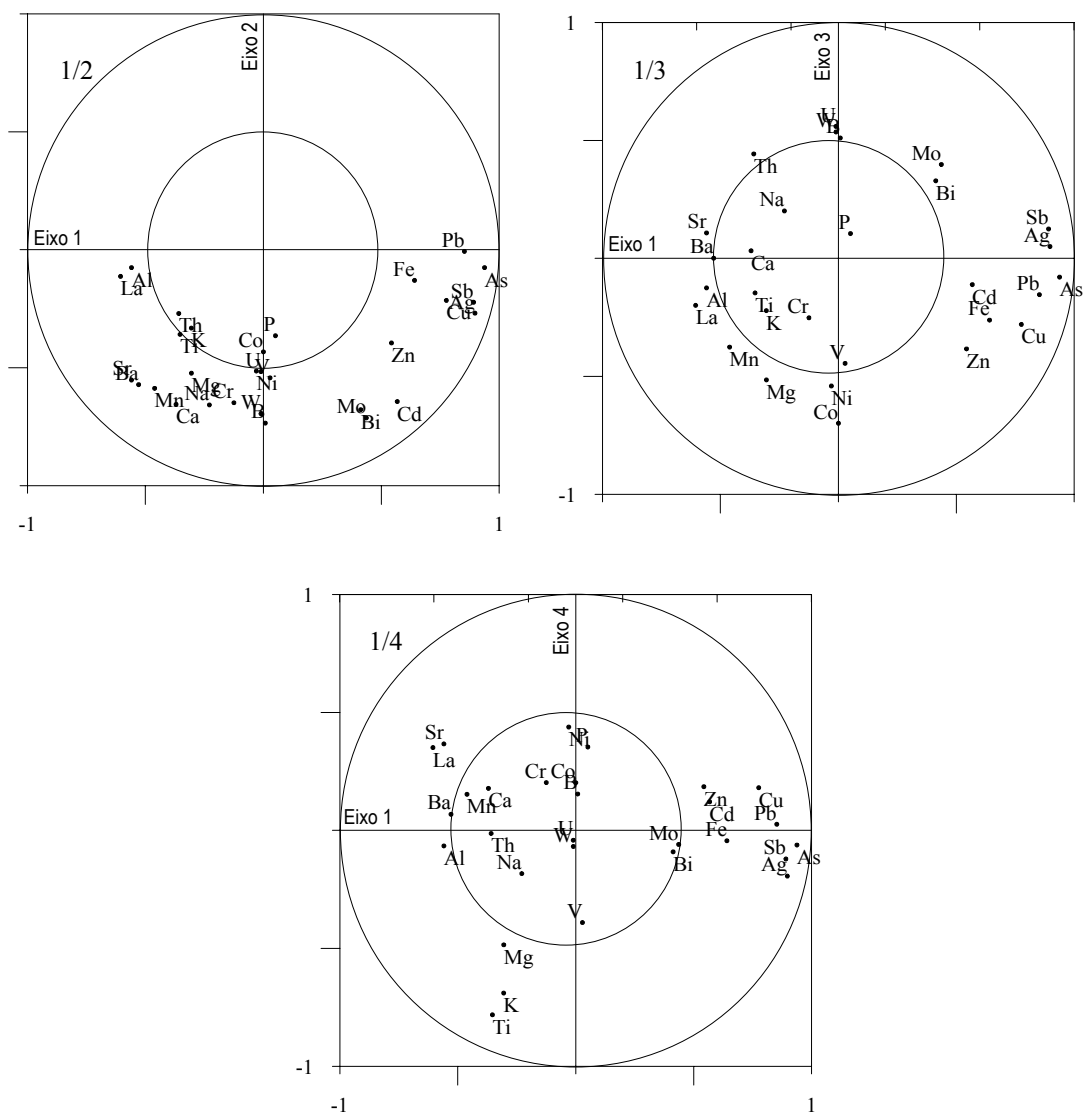 1/2
Eixo 2
Eixo 1
Pb
Fe
As
Al
La
Sb
Ag
Cu
Th
K
Ti
P
Co
Zn
U
V
Ni
Sr
Ba
Mg
Mn
Na
Cr
Ca
W
B
Mo
Bi
Cd
-1
1
1
1/3
Eixo 3
U
W
B
Th
Mo
Bi
Na
Sr
P
Sb
Ag
Eixo 1
Ba
Ca
Al
La
Ti
K
Cr
Cd
Pb
As
Fe
Cu
Mn
V
Zn
Mg
Ni
Co
-1
1
1/4
Eixo 4
Sr
La
P
Ni
Cr
Co
B
Ba
Mn
Ca
Zn
Cd
Cu
Pb
Eixo 1
U
W
Th
Al
Na
Mo
Bi
Fe
Sb
Ag
As
V
Mg
K
Ti
-1
-1
1